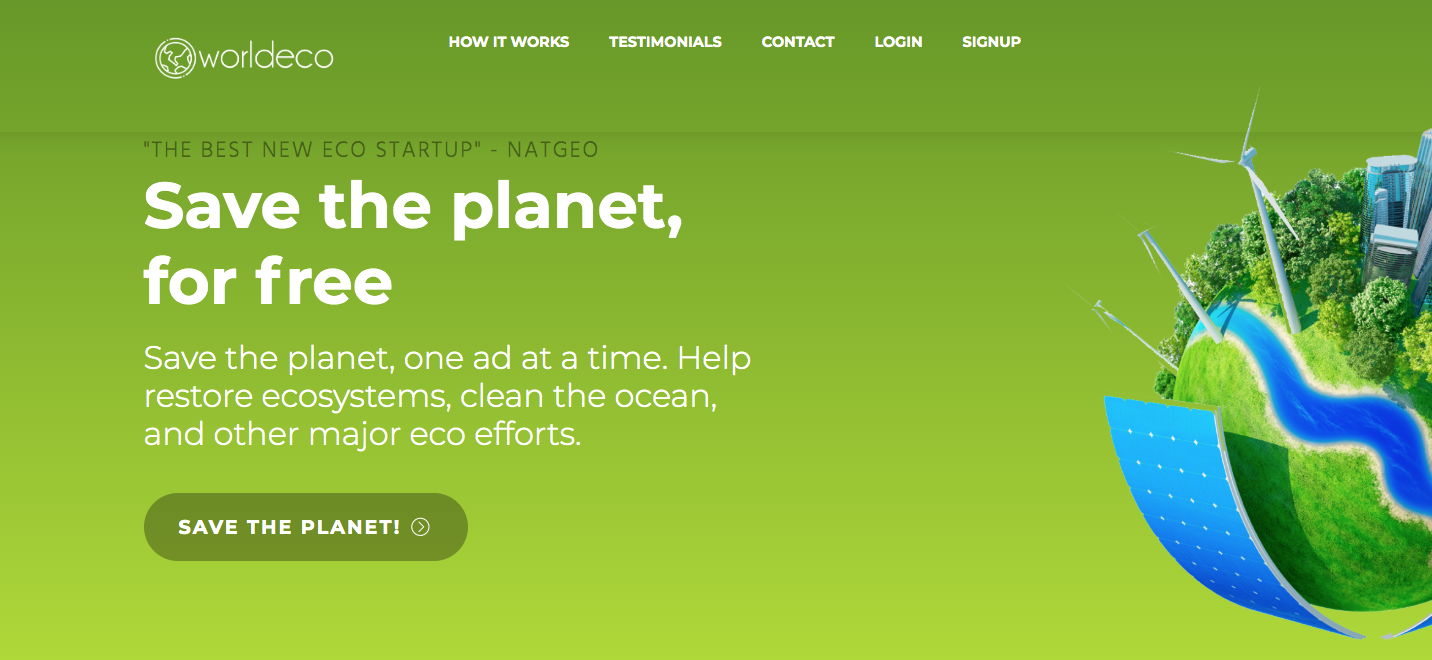 worldeco
HOW IT WORKS TESTIMONIALS CONTACT LOGIN SIGNUP
"THE BEST NEW ECO STARTUP" - NATGEO
Save the planet,
for free
Save the planet, one ad at a time. Help
restore ecosystems, clean the ocean,
and other major eco efforts.
SAVE THE PLANET!